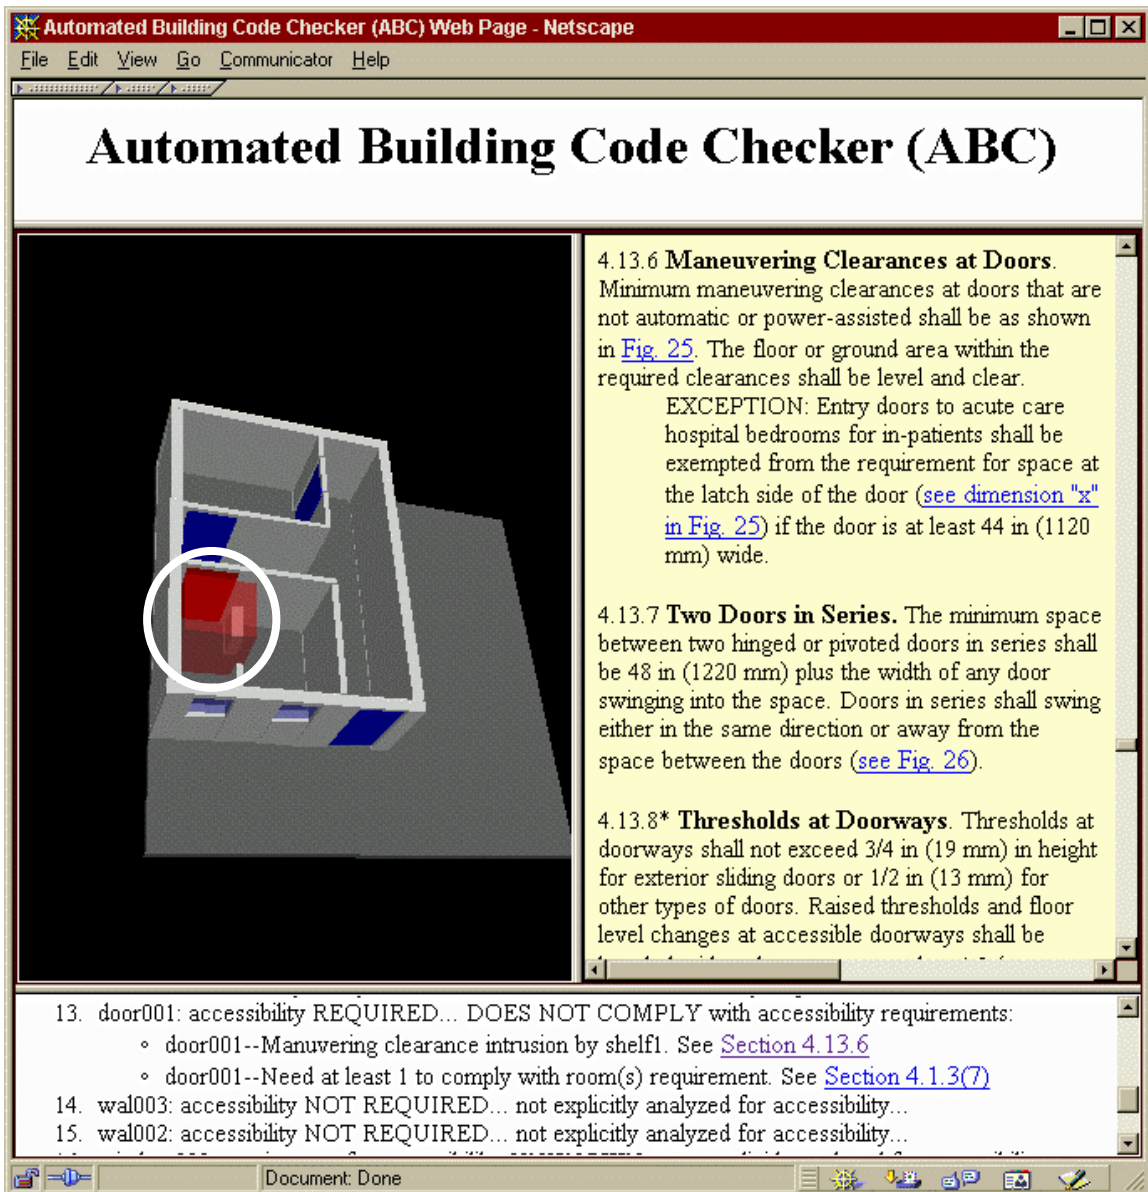 Automated Building Code Checker (ABC) Web Page - Netscape
File Edit View Go Communicator Help
Automated Building Code Checker (ABC)
4.13.6 Maneuvering Clearances at Doors.
Minimum maneuvering clearances at doors that are
not automatic or power-assisted shall be as shown
in Fig. 25. The floor or ground area within the
required clearances shall be level and clear.
EXCEPTION: Entry doors to acute care
hospital bedrooms for in-patients shall be
exempted from the requirement for space at
the latch side of the door (see dimension "x"
in Fig. 25) if the door is at least 44 in (1120
mm) wide.
4.13.7 Two Doors in Series. The minimum space
between two hinged or pivoted doors in series shall
be 48 in (1220 mm) plus the width of any door
swinging into the space. Doors in series shall swing
either in the same direction or away from the
space between the doors (see Fig. 26).
4.13.8* Thresholds at Doorways. Thresholds at
doorways shall not exceed 3/4 in (19 mm) in height
for exterior sliding doors or 1/2 in (13 mm) for
other types of doors. Raised thresholds and floor
level changes at accessible doorways shall be
13. door001: accessibility REQUIRED... DOES NOT COMPLY with accessibility requirements:
◦ door001--Manuvering clearance intrusion by shelf1. See Section 4.13.6
◦ door001--Need at least 1 to comply with room(s) requirement. See Section 4.1.3(7)
14. wal003: accessibility NOT REQUIRED... not explicitly analyzed for accessibility...
15. wal002: accessibility NOT REQUIRED... not explicitly analyzed for accessibility...
Document: Done